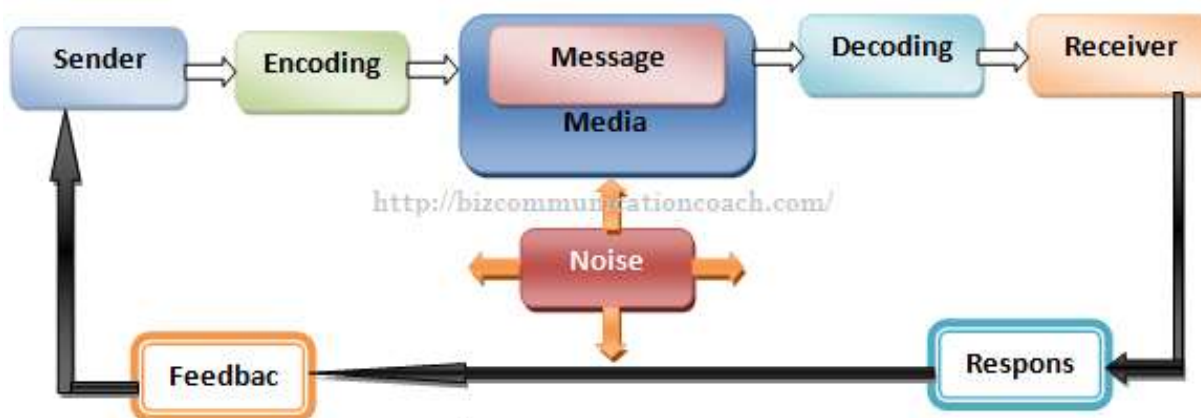 Sender
Encoding
Message
Media
Decoding
Receiver
http://bizcommunicationcoach.com/
Noise
Feedbac
Respons